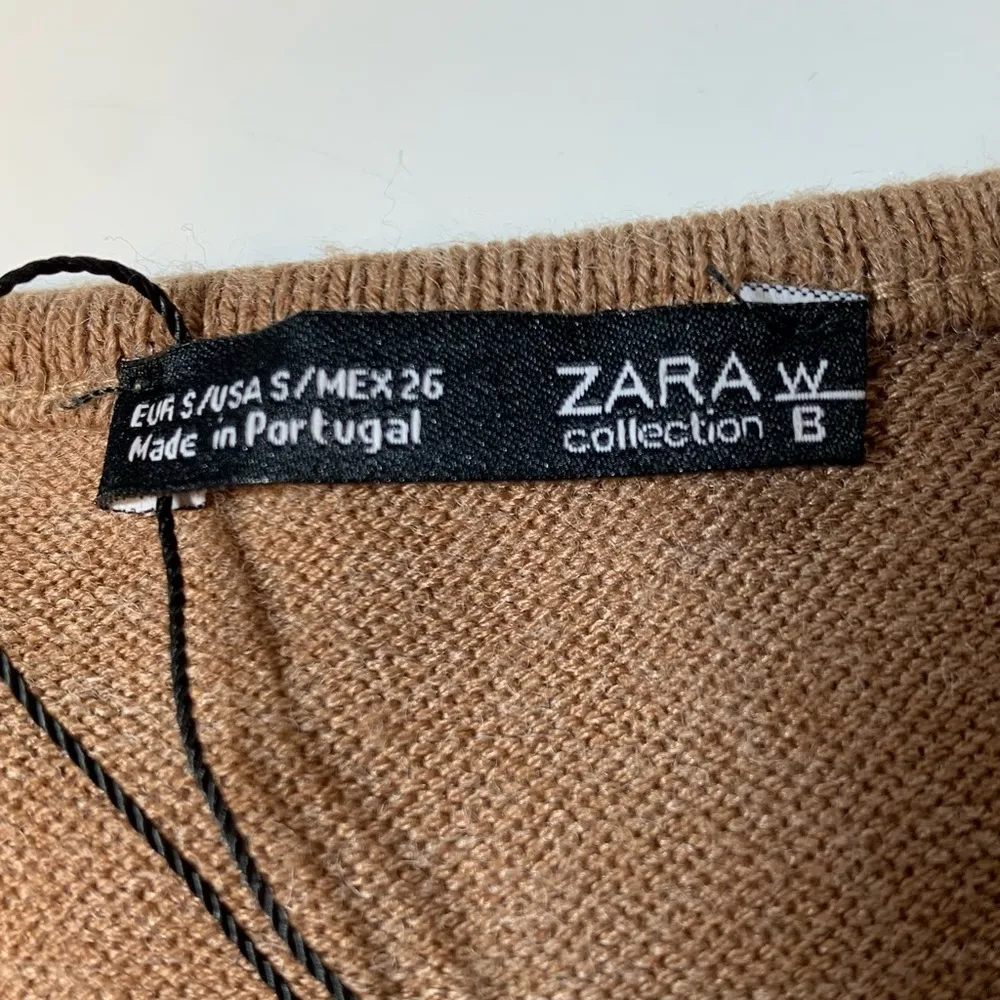 EUR S/USA S/MEX 26
Made in Portugal
ZARA
collection
W
B